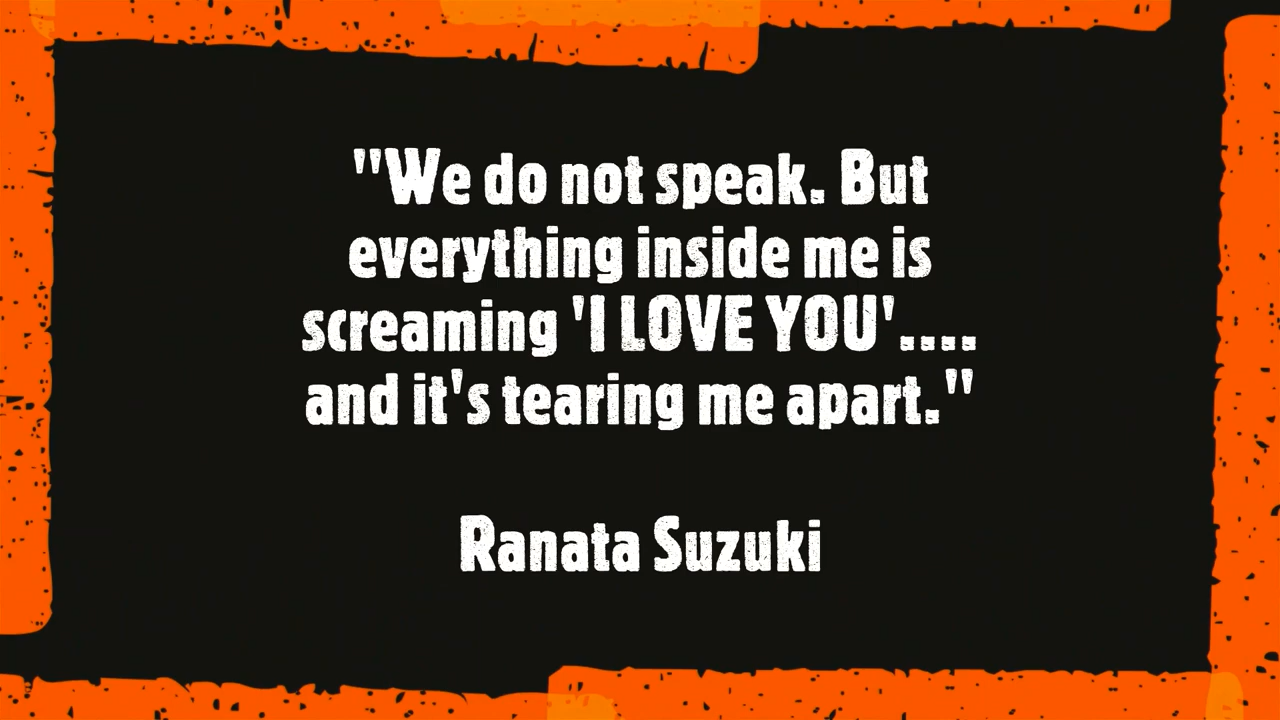 "We do not speak. But
everything inside me is
screaming 'I LOVE YOU'....
and it's tearing me apart."
Ranata Suzuki